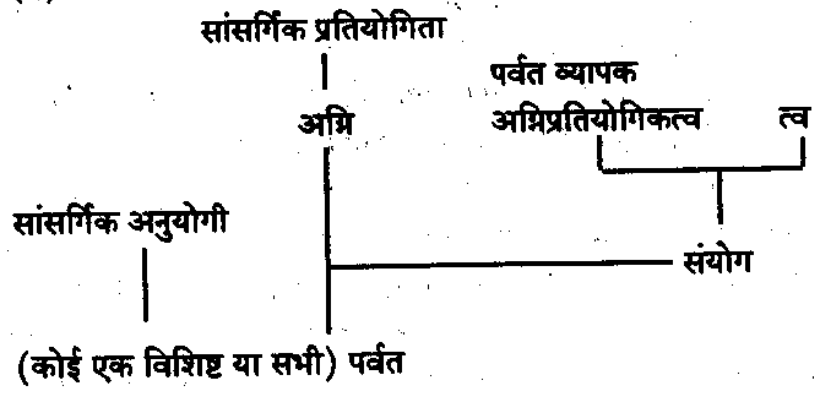 सांसर्गिक प्रतियोगिता
पर्वत व्यापक
अग्नि
अग्निप्रतियोगिकत्व त्व
सांसर्गिक अनुयोगी
संयोग
(कोई एक विशिष्ट या सभी) पर्वत